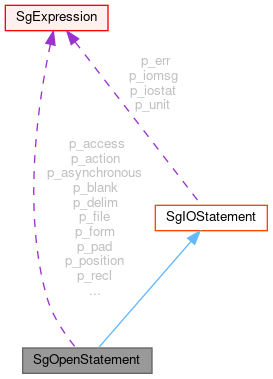 SgExpression
p_err
p_iomsg
p_iostat
p_unit
p_access
p_action
p_asynchronous
p_blank
p_delim
p_file
p_form
p_pad
p_position
p_recl
...
SgIOStatement
SgOpenStatement